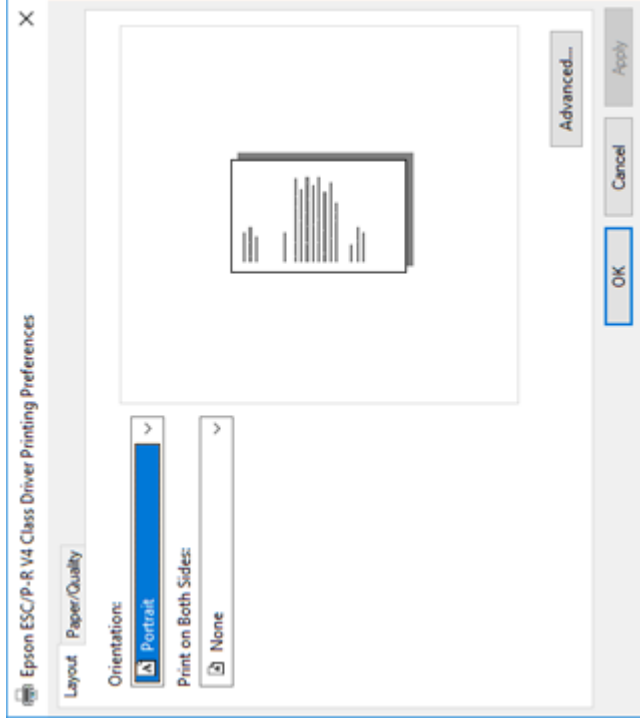 Epson ESC/P-R V4 Class Driver Printing Preferences
Layout Paper/Quality
Orientation:
Portrait
Print on Both Sides:
None
Advanced...
OK Cancel Apply